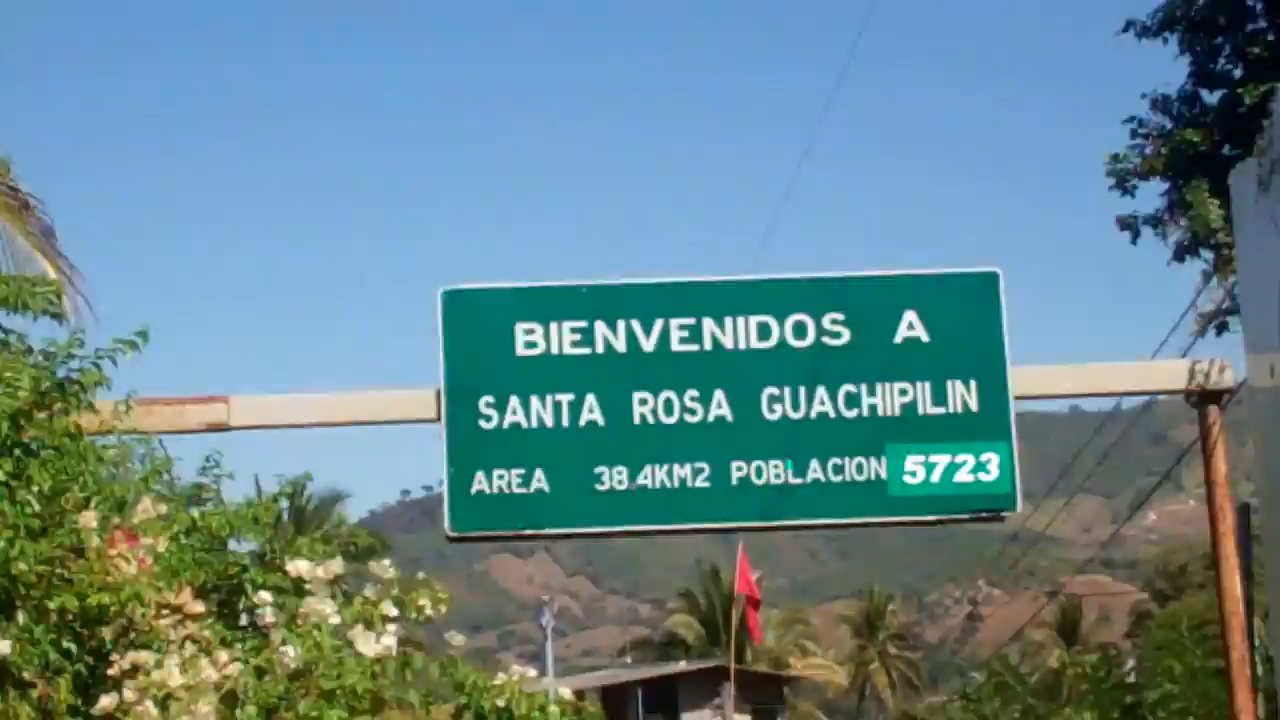 BIENVENIDOS A
SANTA ROSA GUACHIPILIN
AREA 38.4KM2 POBLACION 5723